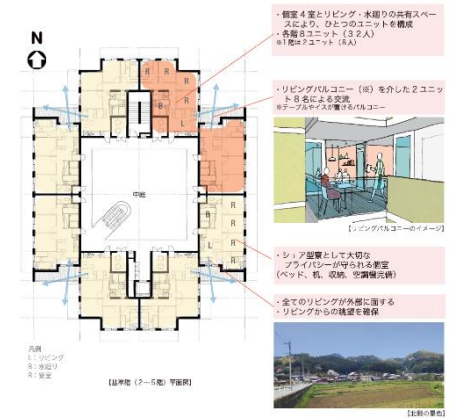 ・個室4室とリビング・水廻りの共有スペー
スにより、ひとつのユニットを構成
・各階8ユニット(32人)
※1階は2ユニット(8人)
N
・リビングバルコニー(※)を介した2ユニッ
ト8名による交流
※テーブルやイスが置けるバルコニー
R
R
R
B
R
L
中庭
【リビングバルコニーのイメージ】
B
R
R
L
R
R
・シェア型寮として大切な
プライバシーが守られる個室
(ベッド、机、収納、空調機完備)
・全てのリビングが外部に面する
・リビングからの眺望を確保
凡例
L:リビング
B:水廻り
R:居室
【基準階(2~5階)平面図】
【北側の景色】